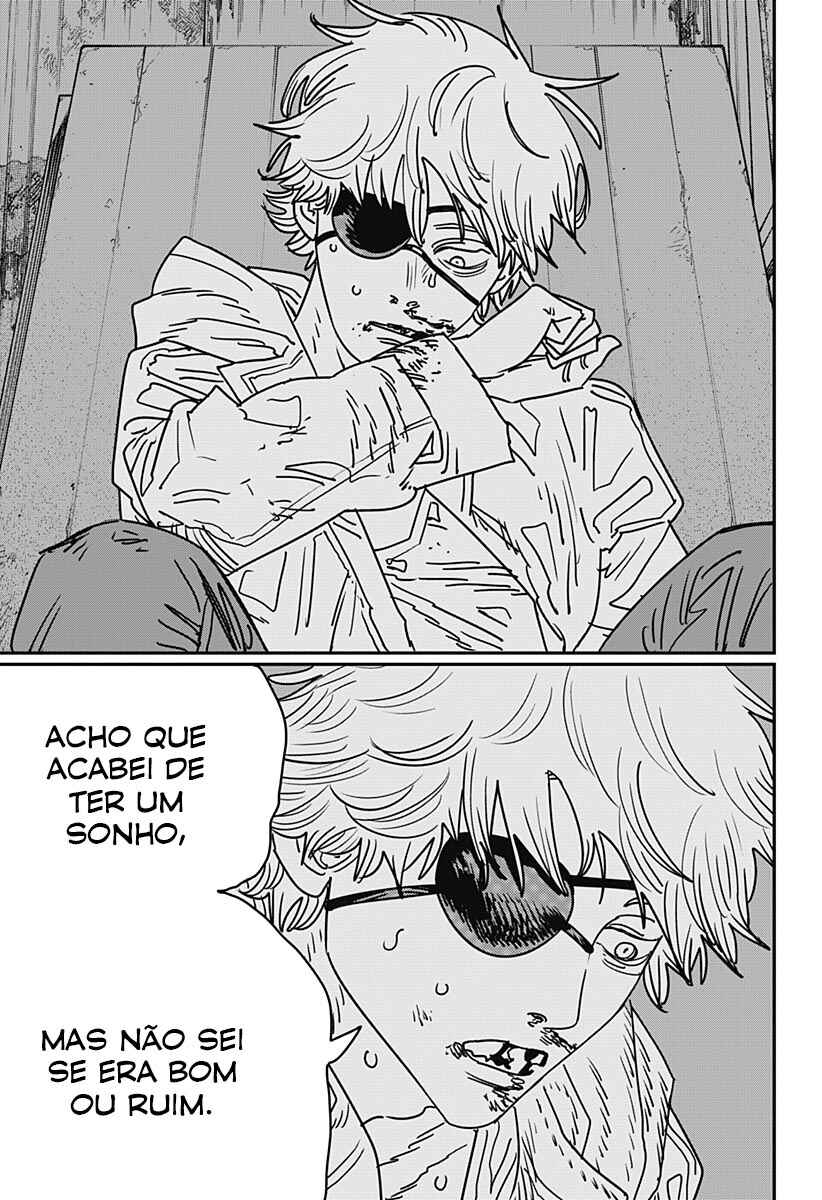 ACHO QUE
ACABEI DE
TER UM
SONHO,
MAS NÃO SEI
SE ERA BOM
OU RUIM.